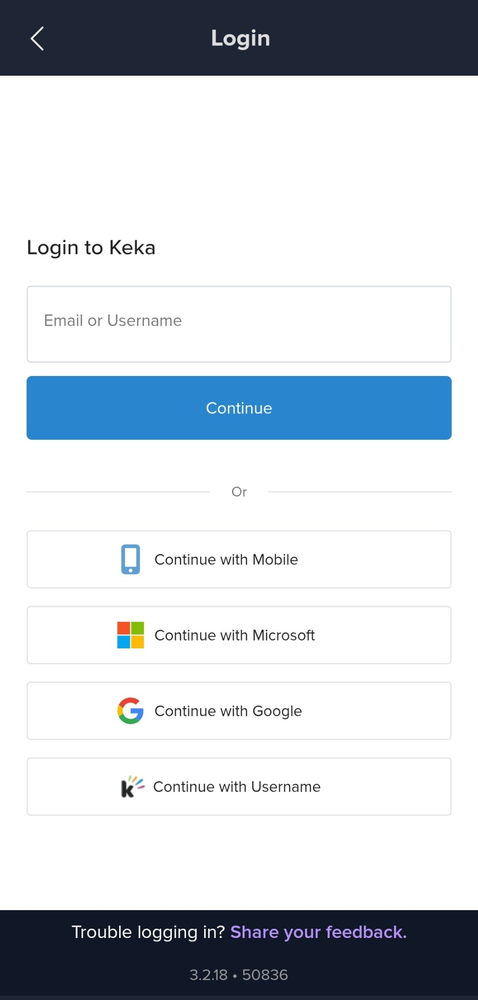 Login
Login to Keka
Email or Username
Continue
Or
Continue with Mobile
Continue with Microsoft
Continue with Google
k Continue with Username
Trouble logging in? Share your feedback.
3.2.18 • 50836